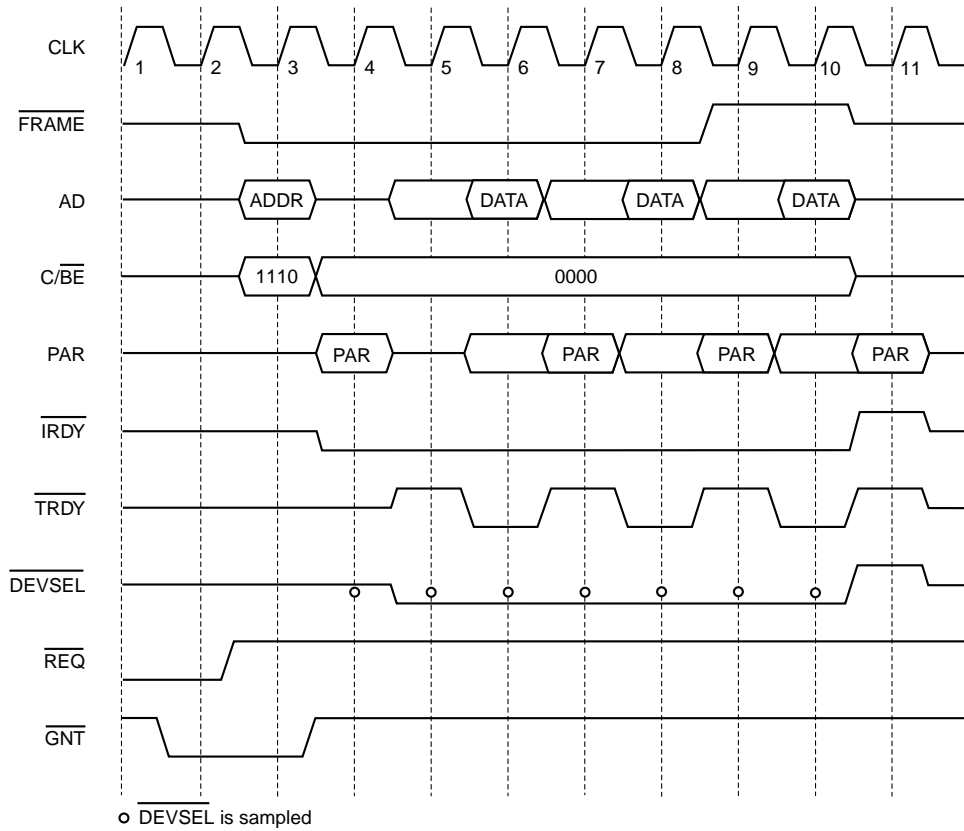 CLK
1 2 3 4 5 6 7 8 9 10 11
FRAME
AD ADDR DATA DATA DATA
C/BE 1110 0000
PAR PAR PAR PAR PAR
IRDY
TRDY
DEVSEL
REQ
GNT
DEVSEL is sampled